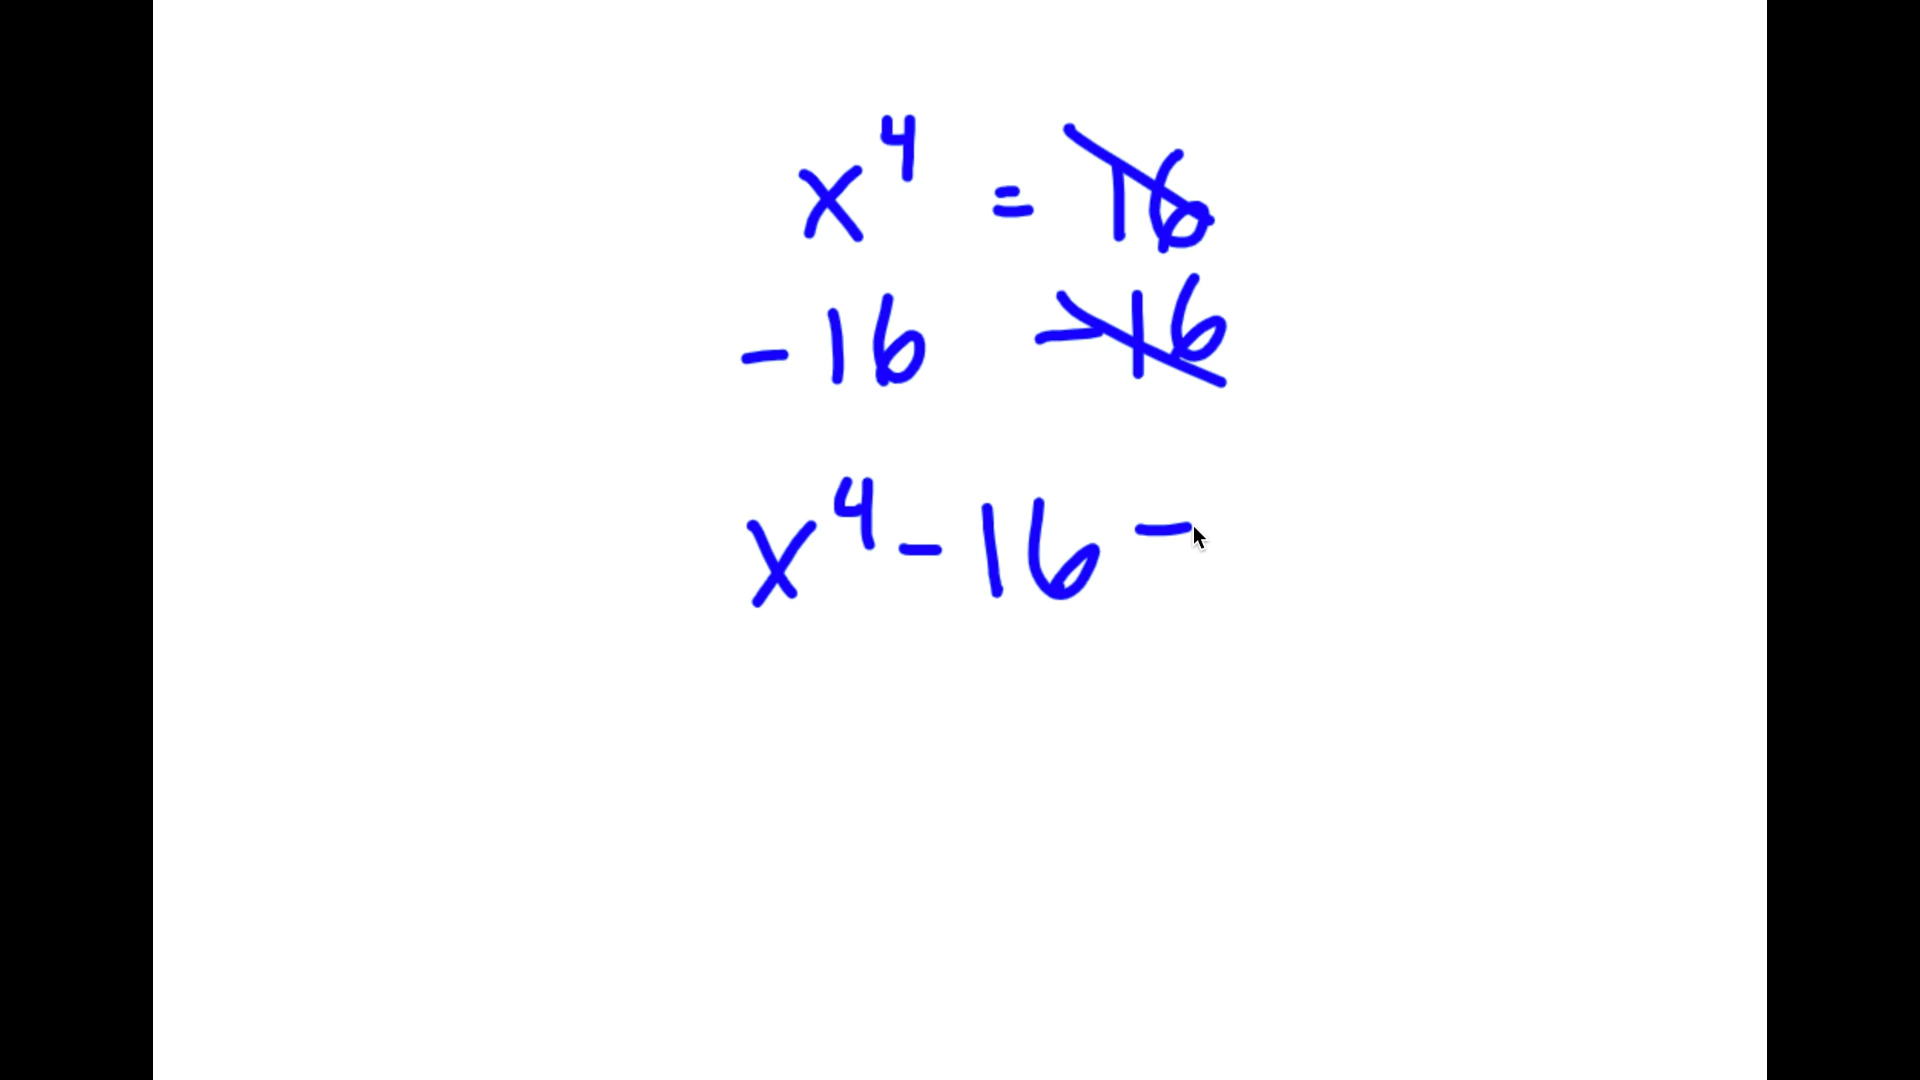 x⁴ = 16
-16 -16
x⁴ - 16 -